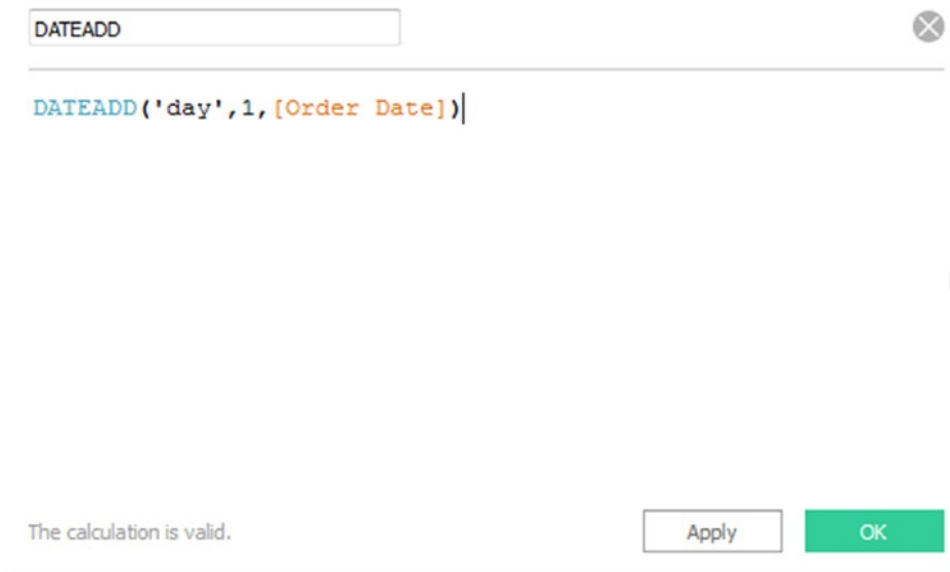 DATEADD
DATEADD('day',1,[Order Date])
The calculation is valid.
Apply
OK